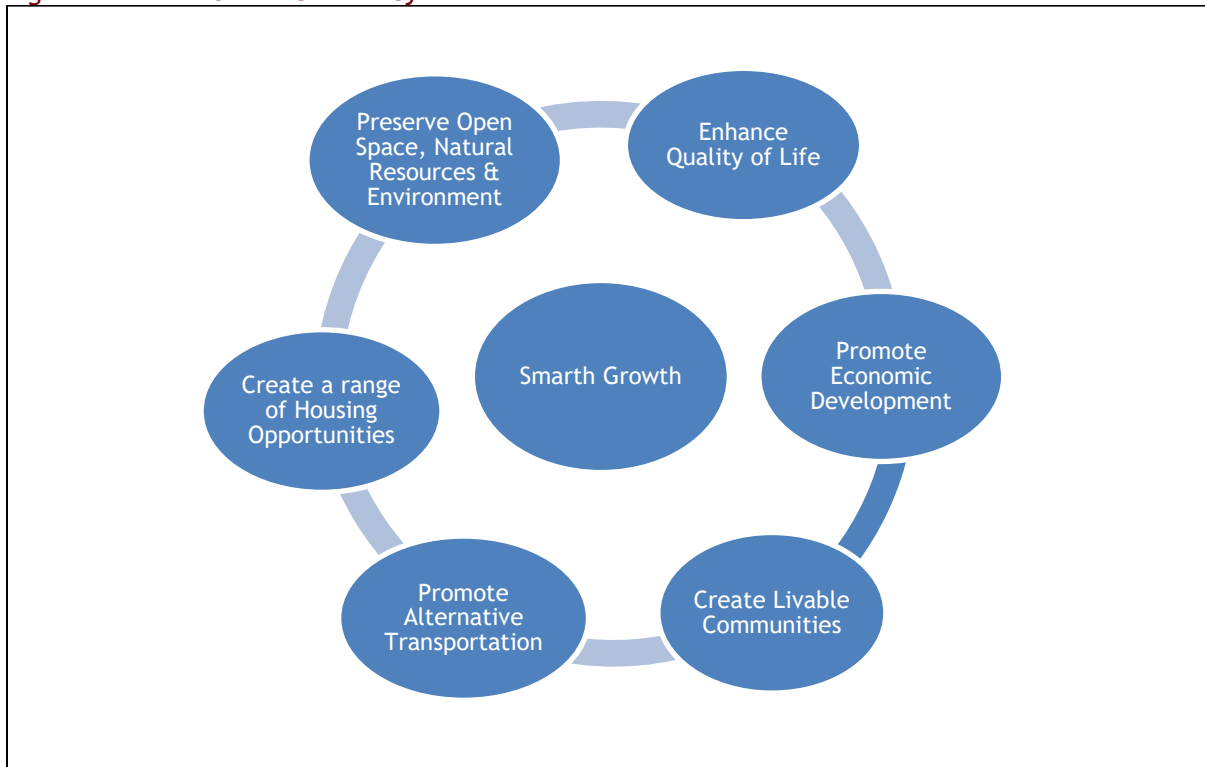 Preserve Open
Space, Natural
Resources &
Environment
Enhance
Quality of Life
Promote
Economic
Development
Create Livable
Communities
Promote
Alternative
Transportation
Create a range
of Housing
Opportunities
Smarth Growth